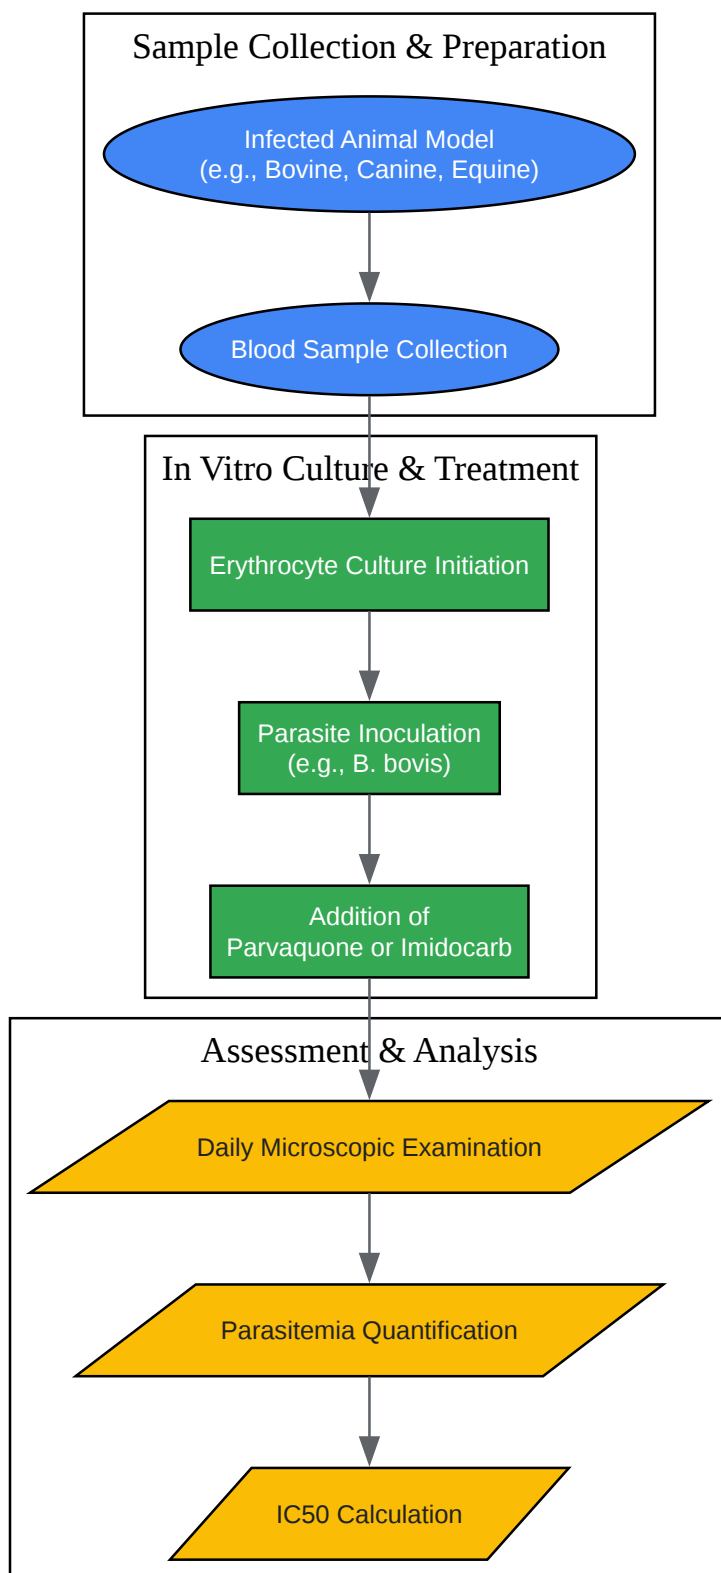 Sample Collection & Preparation
Infected Animal Model
(e.g., Bovine, Canine, Equine)
Blood Sample Collection
In Vitro Culture & Treatment
Erythrocyte Culture Initiation
Parasite Inoculation
(e.g., B. bovis)
Addition of
Parvaquone or Imidocarb
Assessment & Analysis
Daily Microscopic Examination
Parasitemia Quantification
IC50 Calculation